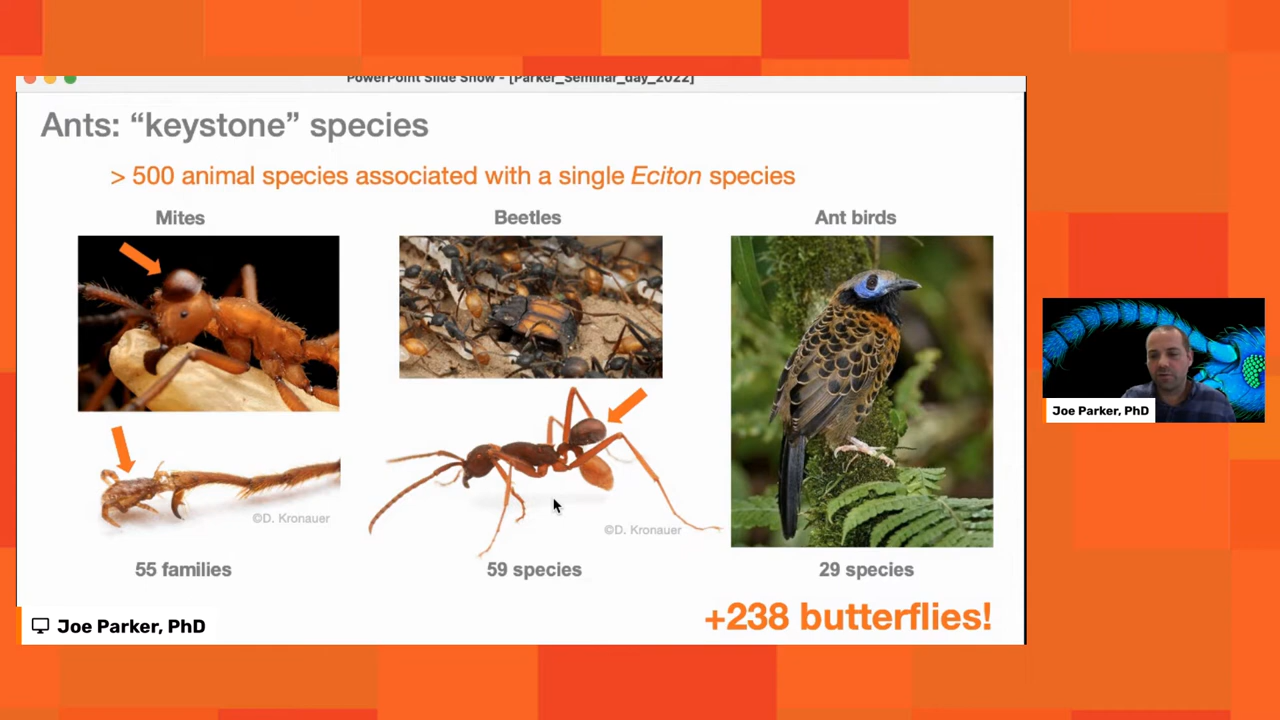 PowerPoint Slide Show - [Parker_Seminar_day_2022]
Ants: “keystone” species
> 500 animal species associated with a single Eciton species
Mites
Beetles
Ant birds
©D. Kronauer
©D. Kronauer
55 families
59 species
29 species
+238 butterflies!
Joe Parker, PhD
Joe Parker, PhD